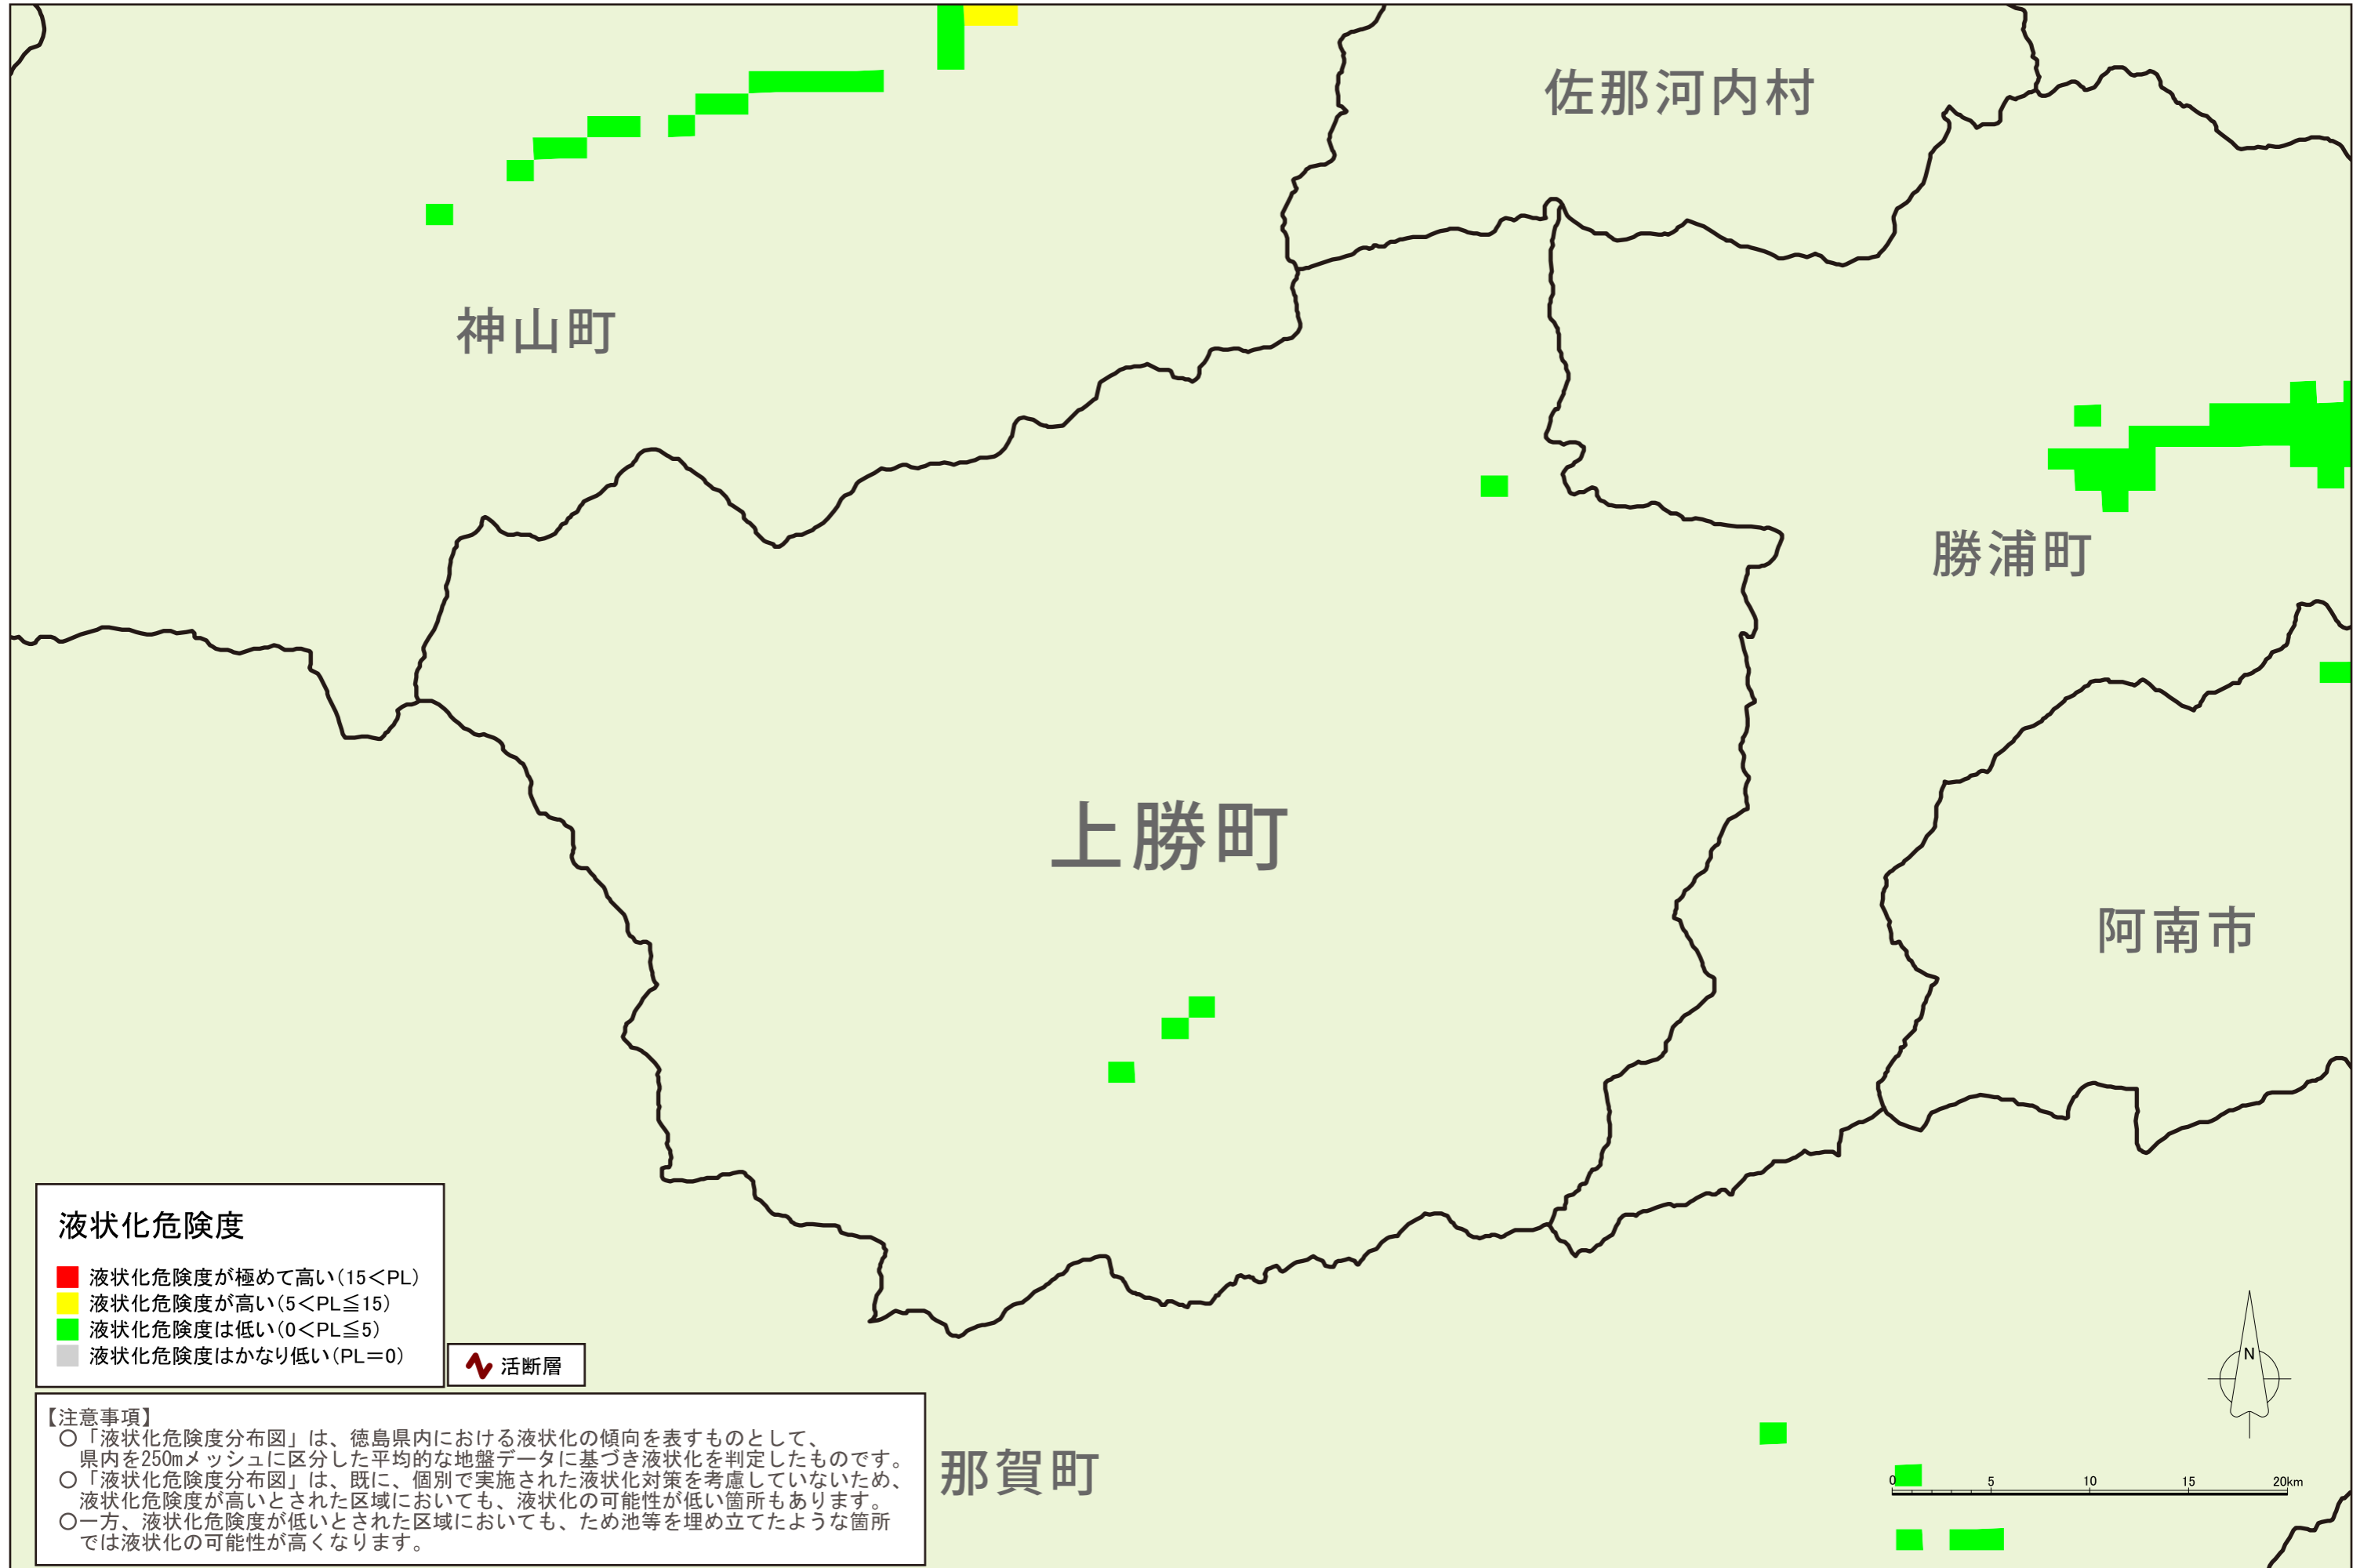 佐那河内村
神山町
勝浦町
上勝町
阿南市
液状化危険度
液状化危険度が極めて高い(15＜PL)
液状化危険度が高い(5＜PL≦15)
液状化危険度は低い(0＜PL≦5)
液状化危険度はかなり低い(PL＝0)
活断層
N
【注意事項】
○「液状化危険度分布図」は、徳島県内における液状化の傾向を表すものとして、
県内を250mメッシュに区分した平均的な地盤データに基づき液状化を判定したものです。
○「液状化危険度分布図」は、既に、個別で実施された液状化対策を考慮していないため、
液状化危険度が高いとされた区域においても、液状化の可能性が低い箇所もあります。
○一方、液状化危険度が低いとされた区域においても、ため池等を埋め立てたような箇所
では液状化の可能性が高くなります。
那賀町
0 5 10 15 20km